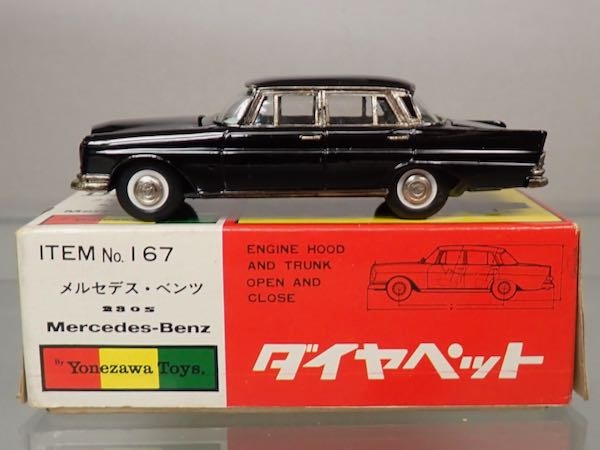 ITEM No. 167
メルセデス・ベンツ
230S
Mercedes-Benz
By Yonezawa Toys.
ENGINE HOOD
AND TRUNK
OPEN AND
CLOSE
ダイヤペット